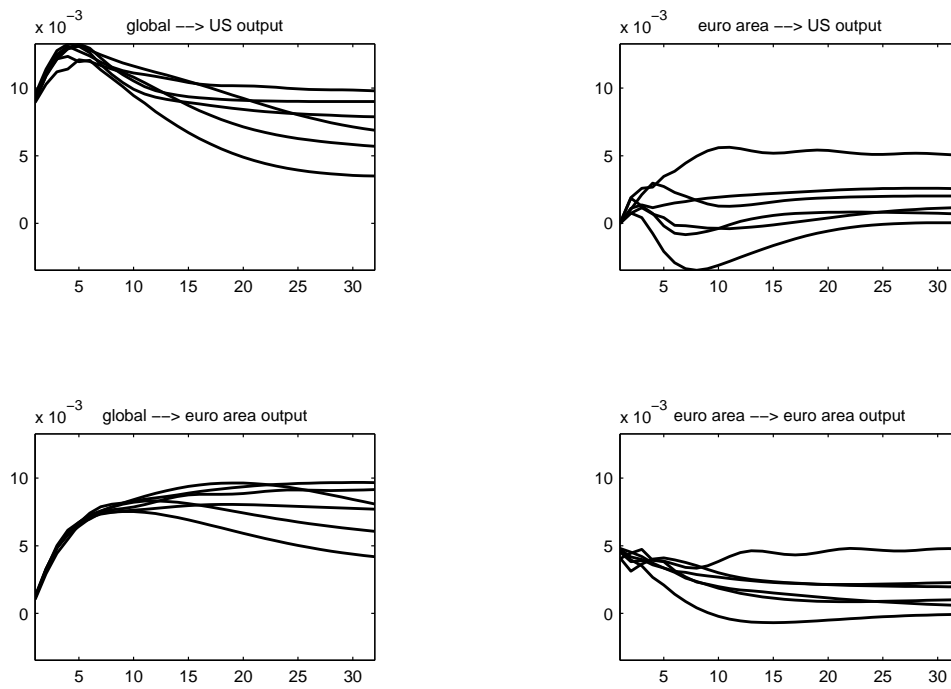 x 10⁻³
global −−> US output
10
5
0
5 10 15 20 25 30
x 10⁻³
euro area −−> US output
10
5
0
5 10 15 20 25 30
x 10⁻³
global −−> euro area output
10
5
0
5 10 15 20 25 30
x 10⁻³
euro area −−> euro area output
10
5
0
5 10 15 20 25 30